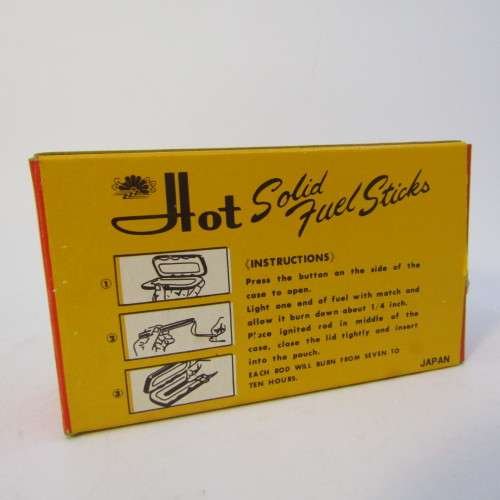 Hot Solid Fuel Sticks
〈INSTRUCTIONS〉
Press the button on the side of the
case to open.
Light one end of fuel with match and
allow it burn down about 1/4 inch.
Place ignited rod in middle of the
case, close the lid tightly and insert
into the pouch.
EACH ROD WILL BURN FROM SEVEN TO
TEN HOURS.
JAPAN
①
②
③